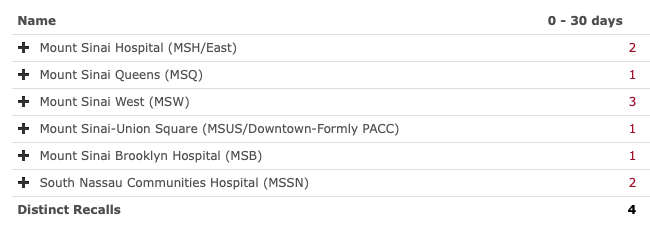 Name 0 - 30 days
Mount Sinai Hospital (MSH/East) 2
Mount Sinai Queens (MSQ) 1
Mount Sinai West (MSW) 3
Mount Sinai-Union Square (MSUS/Downtown-Formly PACC) 1
Mount Sinai Brooklyn Hospital (MSB) 1
South Nassau Communities Hospital (MSSN) 2
Distinct Recalls 4